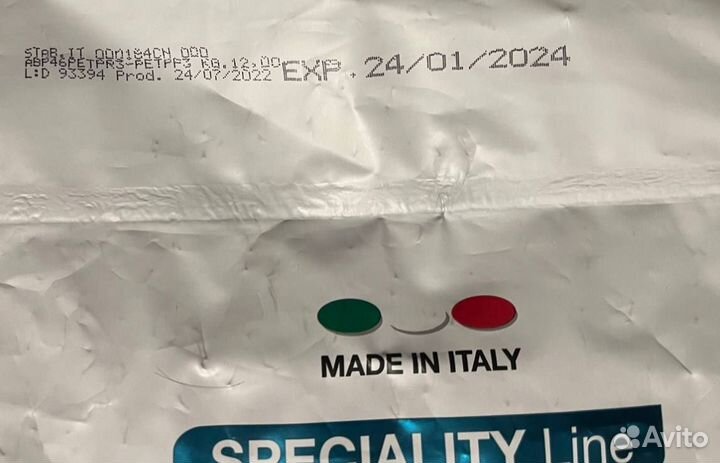 STAB.IT 000184CN 000
ABP46PETPR3-PETPF3 KG.12,00
L:D 93394 Prod. 24/07/2022 EXP. 24/01/2024
MADE IN ITALY
SPECIALITY Line
Avito